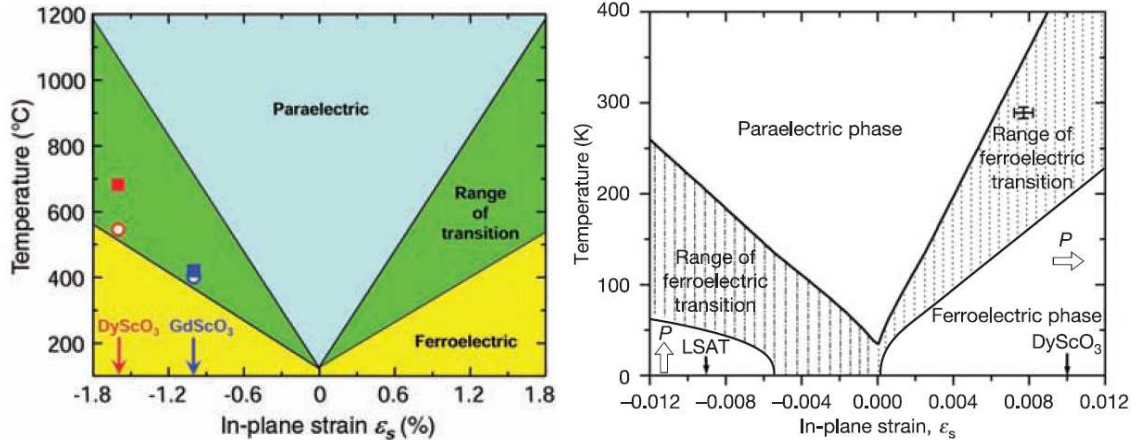 1200
1000
800
600
400
200
Temperature (°C)
Paraelectric
Range
of
transition
Ferroelectric
DyScO₃
GdScO₃
-1.8
-1.2
-0.6
0
0.6
1.2
1.8
In-plane strain εs (%)
400
300
200
100
0
Temperature (K)
Paraelectric phase
Range of
ferroelectric
transition
Range of
ferroelectric
transition
P
Ferroelectric phase
P
LSAT
DyScO₃
−0.012
−0.008
−0.004
0.000
0.004
0.008
0.012
In-plane strain, εs